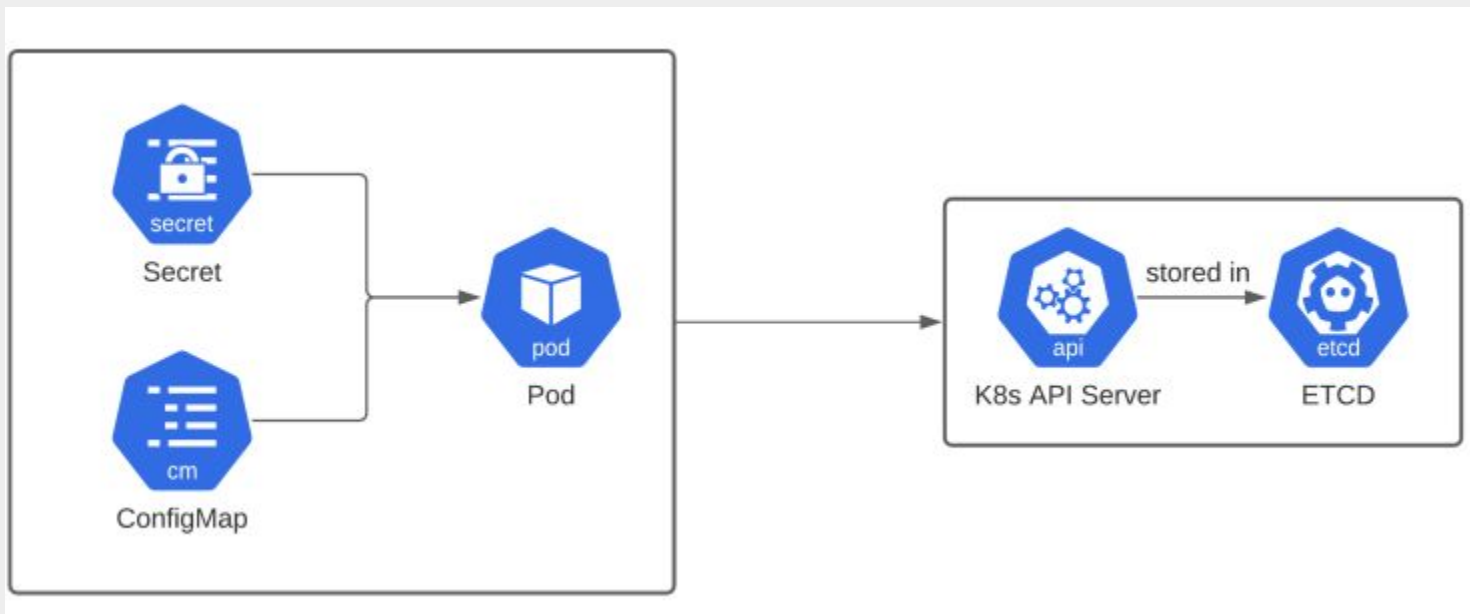 secret
Secret
cm
ConfigMap
pod
Pod
stored in
api
K8s API Server
etcd
ETCD